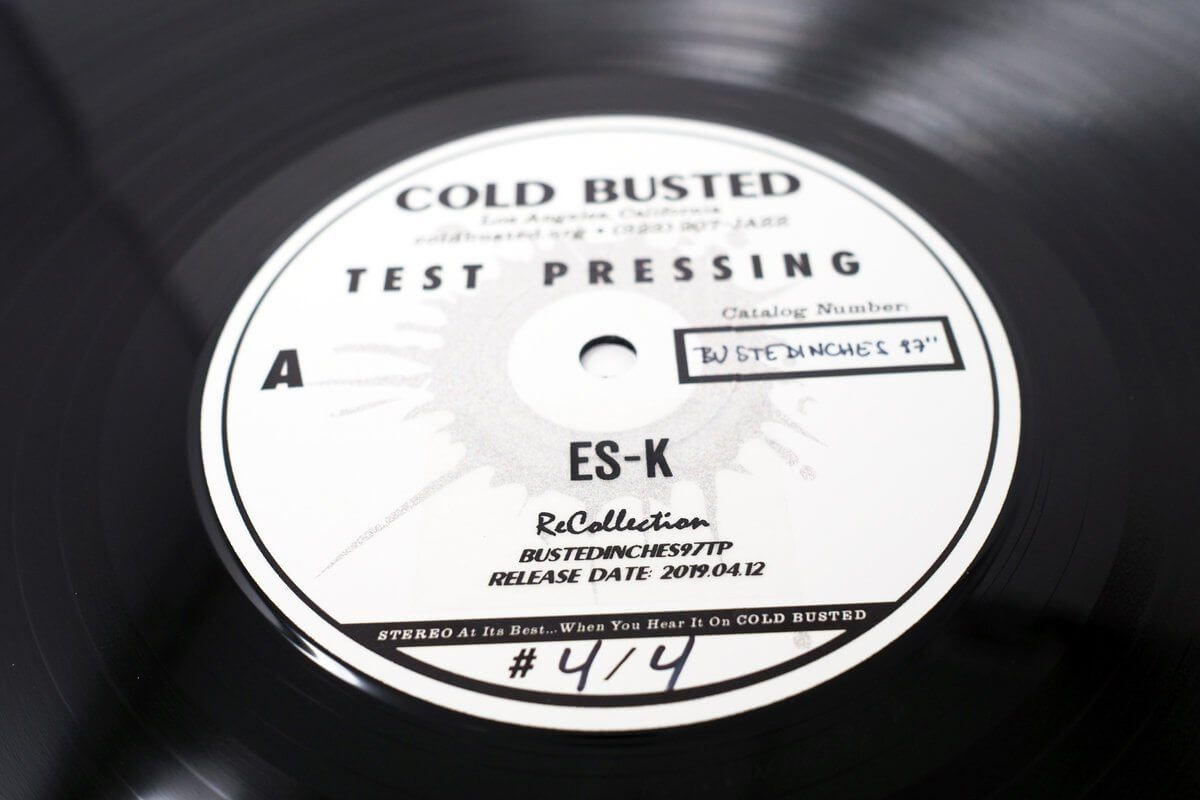 COLD BUSTED
Los Angeles, California
coldbusted.org • (222) 207-JAZZ
TEST PRESSING
Catalog Number:
BUSTEDINCHES 97"
A
ES-K
ReCollection
BUSTEDINCHES97TP
RELEASE DATE: 2019.04.12
STEREO At Its Best... When You Hear It On COLD BUSTED
# 4/4